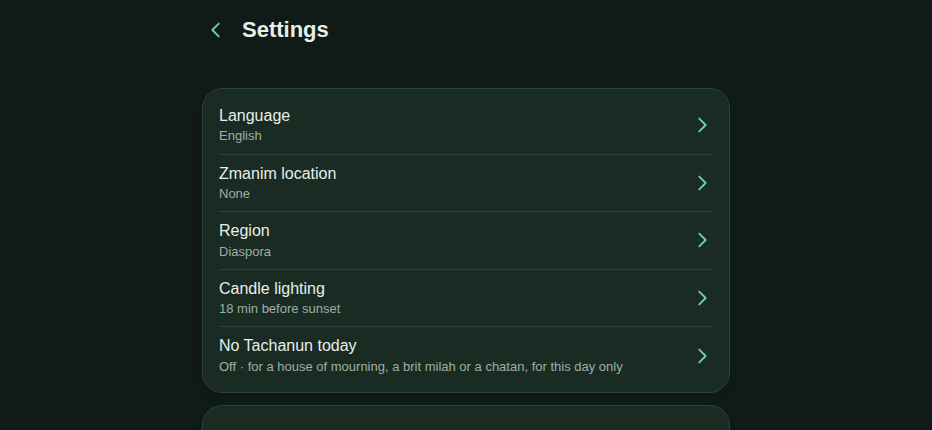 Settings
Language
English
Zmanim location
None
Region
Diaspora
Candle lighting
18 min before sunset
No Tachanun today
Off · for a house of mourning, a brit milah or a chatan, for this day only